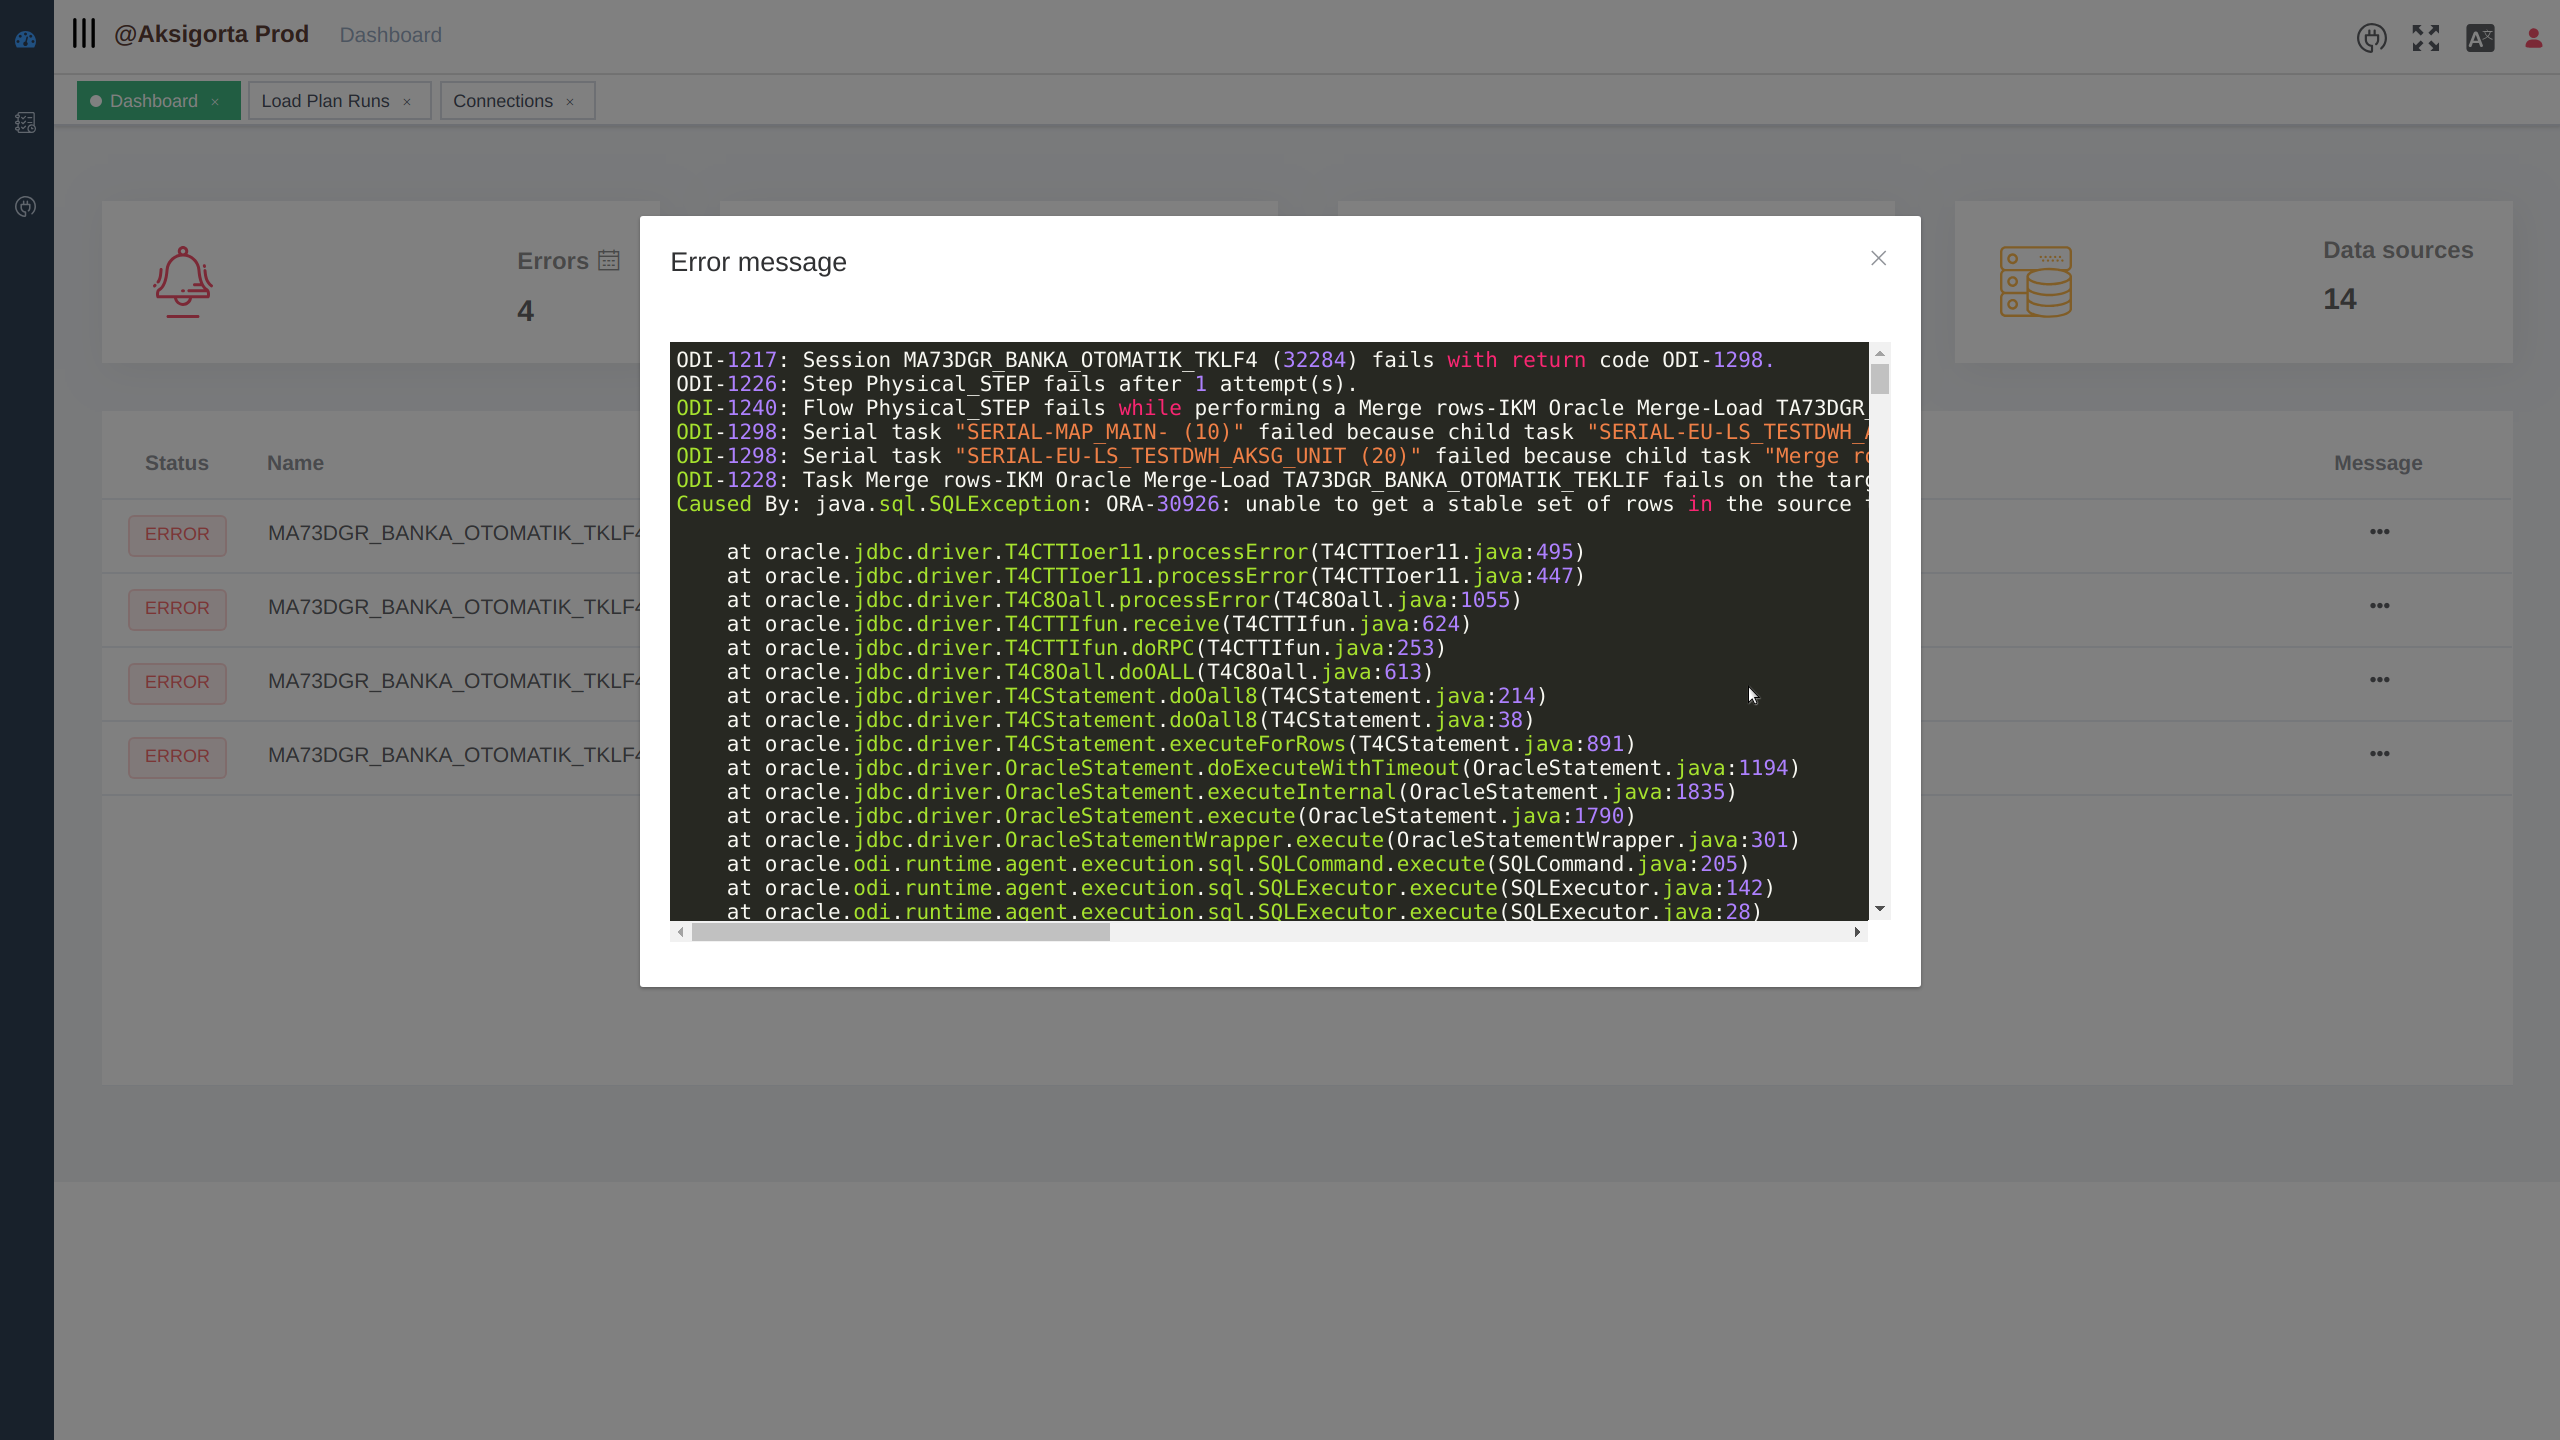 @Aksigorta Prod Dashboard
Dashboard × Load Plan Runs × Connections ×
Errors
4
Data sources
14
Status Name Message
ERROR MA73DGR_BANKA_OTOMATIK_TKLF4 •••
ERROR MA73DGR_BANKA_OTOMATIK_TKLF4 •••
ERROR MA73DGR_BANKA_OTOMATIK_TKLF4 •••
ERROR MA73DGR_BANKA_OTOMATIK_TKLF4 •••
Error message
ODI-1217: Session MA73DGR_BANKA_OTOMATIK_TKLF4 (32284) fails with return code ODI-1298.
ODI-1226: Step Physical_STEP fails after 1 attempt(s).
ODI-1240: Flow Physical_STEP fails while performing a Merge rows-IKM Oracle Merge-Load TA73DGR_
ODI-1298: Serial task "SERIAL-MAP_MAIN- (10)" failed because child task "SERIAL-EU-LS_TESTDWH_A
ODI-1298: Serial task "SERIAL-EU-LS_TESTDWH_AKSG_UNIT (20)" failed because child task "Merge ro
ODI-1228: Task Merge rows-IKM Oracle Merge-Load TA73DGR_BANKA_OTOMATIK_TEKLIF fails on the targ
Caused By: java.sql.SQLException: ORA-30926: unable to get a stable set of rows in the source
at oracle.jdbc.driver.T4CTTIoer11.processError(T4CTTIoer11.java:495)
at oracle.jdbc.driver.T4CTTIoer11.processError(T4CTTIoer11.java:447)
at oracle.jdbc.driver.T4C8Oall.processError(T4C8Oall.java:1055)
at oracle.jdbc.driver.T4CTTIfun.receive(T4CTTIfun.java:624)
at oracle.jdbc.driver.T4CTTIfun.doRPC(T4CTTIfun.java:253)
at oracle.jdbc.driver.T4C8Oall.doOALL(T4C8Oall.java:613)
at oracle.jdbc.driver.T4CStatement.doOall8(T4CStatement.java:214)
at oracle.jdbc.driver.T4CStatement.doOall8(T4CStatement.java:38)
at oracle.jdbc.driver.T4CStatement.executeForRows(T4CStatement.java:891)
at oracle.jdbc.driver.OracleStatement.doExecuteWithTimeout(OracleStatement.java:1194)
at oracle.jdbc.driver.OracleStatement.executeInternal(OracleStatement.java:1835)
at oracle.jdbc.driver.OracleStatement.execute(OracleStatement.java:1790)
at oracle.jdbc.driver.OracleStatementWrapper.execute(OracleStatementWrapper.java:301)
at oracle.odi.runtime.agent.execution.sql.SQLCommand.execute(SQLCommand.java:205)
at oracle.odi.runtime.agent.execution.sql.SQLExecutor.execute(SQLExecutor.java:142)
at oracle.odi.runtime.agent.execution.sql.SQLExecutor.execute(SQLExecutor.java:28)